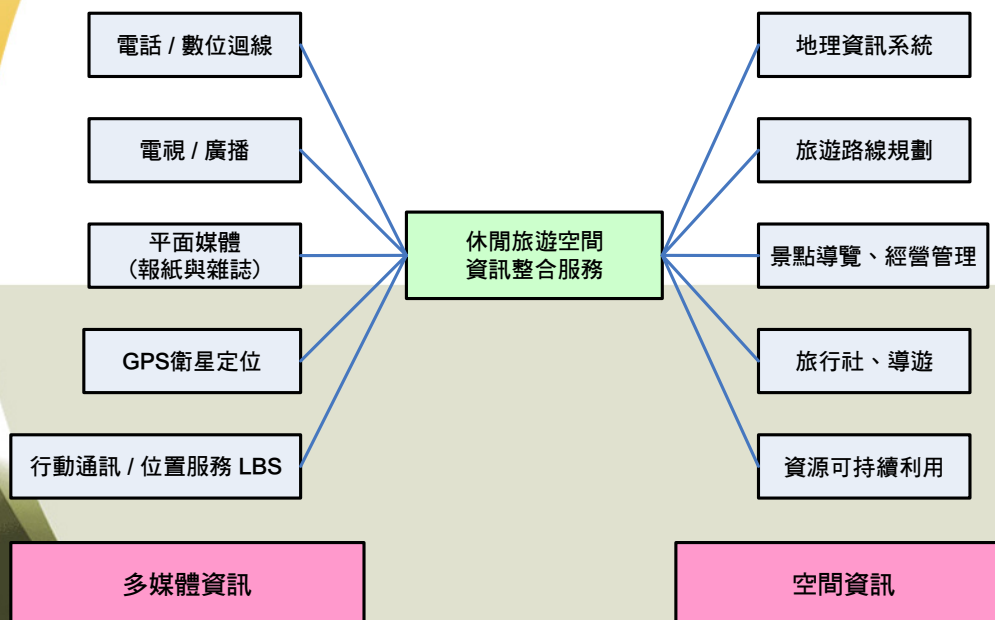 電話 / 數位迴線
電視 / 廣播
平面媒體
(報紙與雜誌)
GPS衛星定位
行動通訊 / 位置服務 LBS
多媒體資訊
休閒旅遊空間
資訊整合服務
地理資訊系統
旅遊路線規劃
景點導覽、經營管理
旅行社、導遊
資源可持續利用
空間資訊